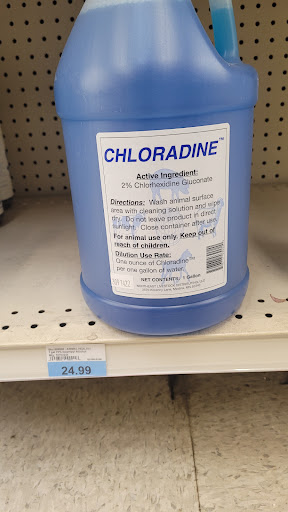 CHLORADINE™
Active Ingredient:
2% Chlorhexidine Gluconate
Directions: Wash animal surface
area with cleaning solution and wipe
dry. Do not leave product in direct
sunlight. Close container after use.
For animal use only. Keep out of
reach of children.
Dilution Use Rate:
One ounce of Chloradine™
per one gallon of water.
NET CONTENTS: 1 Gallon
24.99